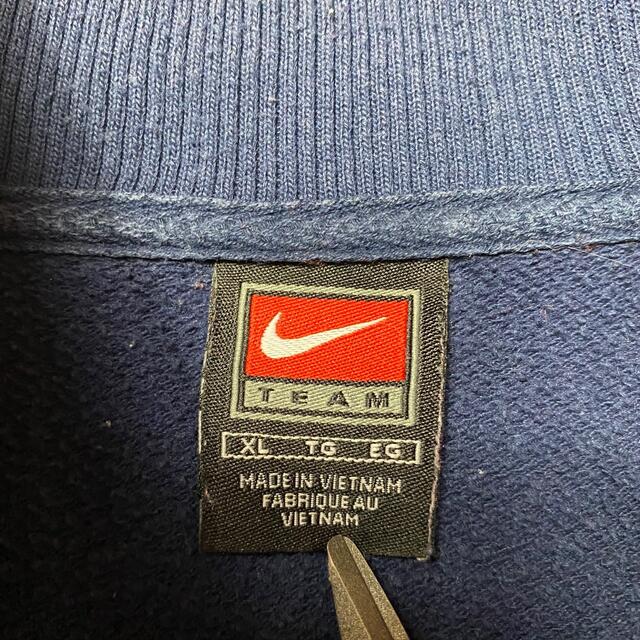 TEAM
XL TG EG
MADE IN VIETNAM
FABRIQUE AU
VIETNAM